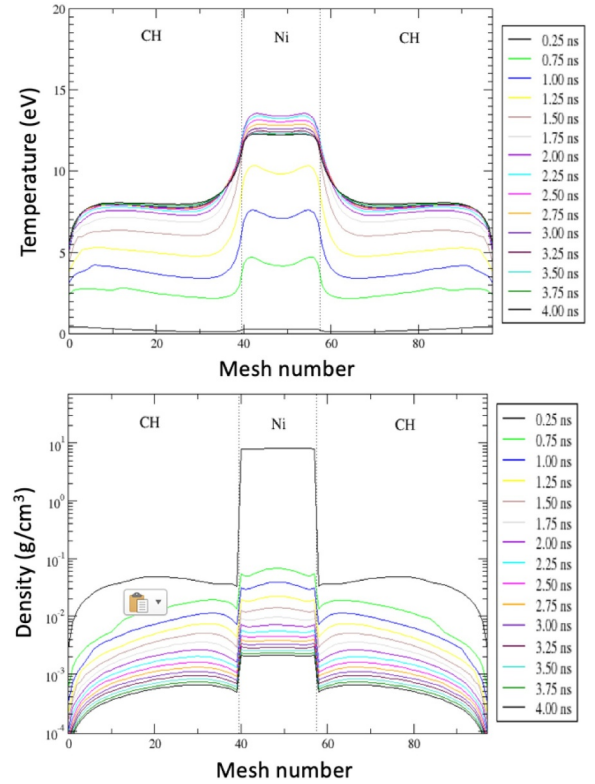 20
15
10
5
0
Temperature (eV)
CH
Ni
CH
0
20
40
60
80
Mesh number
0.25 ns
0.75 ns
1.00 ns
1.25 ns
1.50 ns
1.75 ns
2.00 ns
2.25 ns
2.50 ns
2.75 ns
3.00 ns
3.25 ns
3.50 ns
3.75 ns
4.00 ns
10¹
10⁰
10⁻¹
10⁻²
10⁻³
10⁻⁴
Density (g/cm³)
CH
Ni
CH
0
20
40
60
80
Mesh number
0.25 ns
0.75 ns
1.00 ns
1.25 ns
1.50 ns
1.75 ns
2.00 ns
2.25 ns
2.50 ns
2.75 ns
3.00 ns
3.25 ns
3.50 ns
3.75 ns
4.00 ns